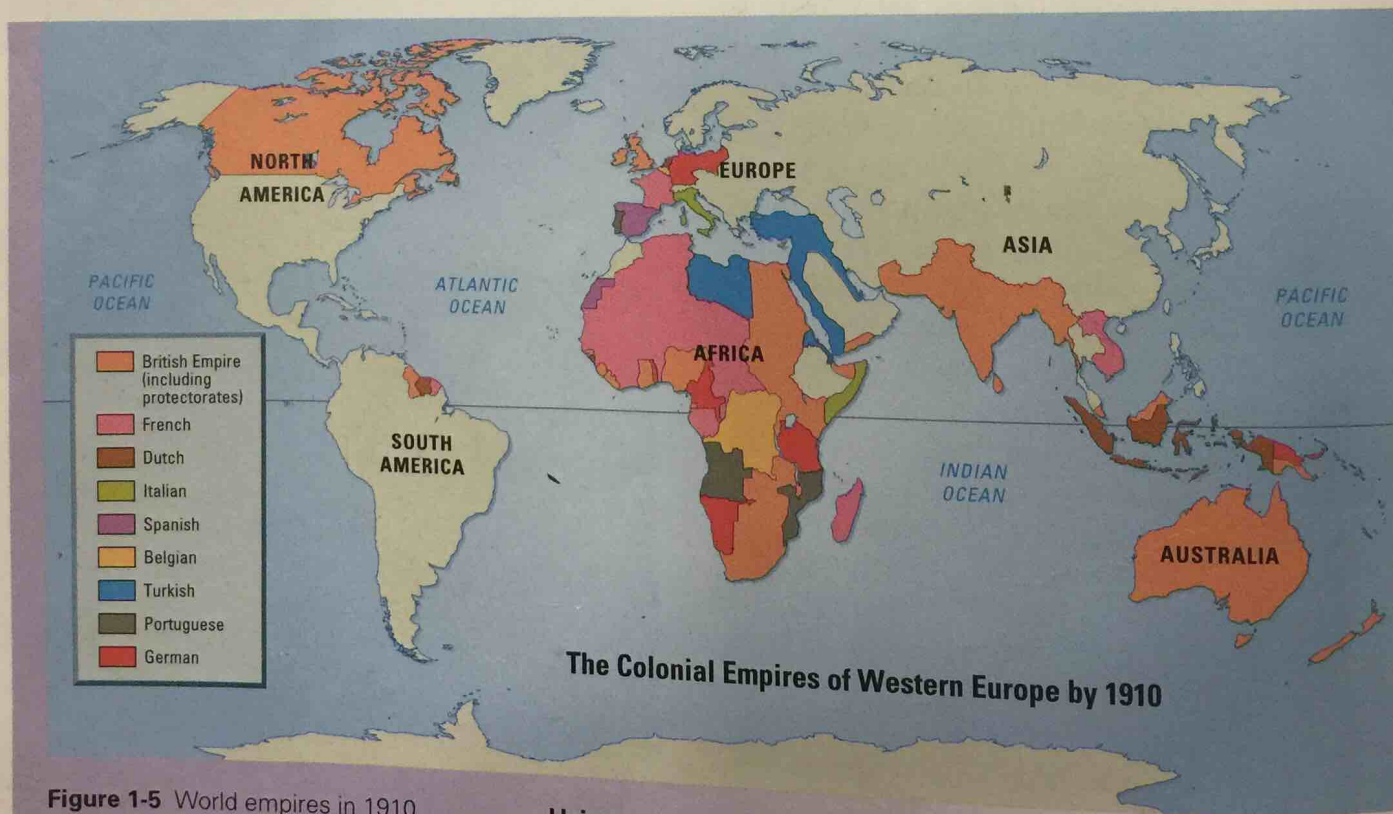 NORTH
AMERICA
EUROPE
ASIA
PACIFIC
OCEAN
ATLANTIC
OCEAN
PACIFIC
OCEAN
AFRICA
SOUTH
AMERICA
INDIAN
OCEAN
AUSTRALIA
British Empire
(including
protectorates)
French
Dutch
Italian
Spanish
Belgian
Turkish
Portuguese
German
The Colonial Empires of Western Europe by 1910
Figure 1-5 World empires in 1910